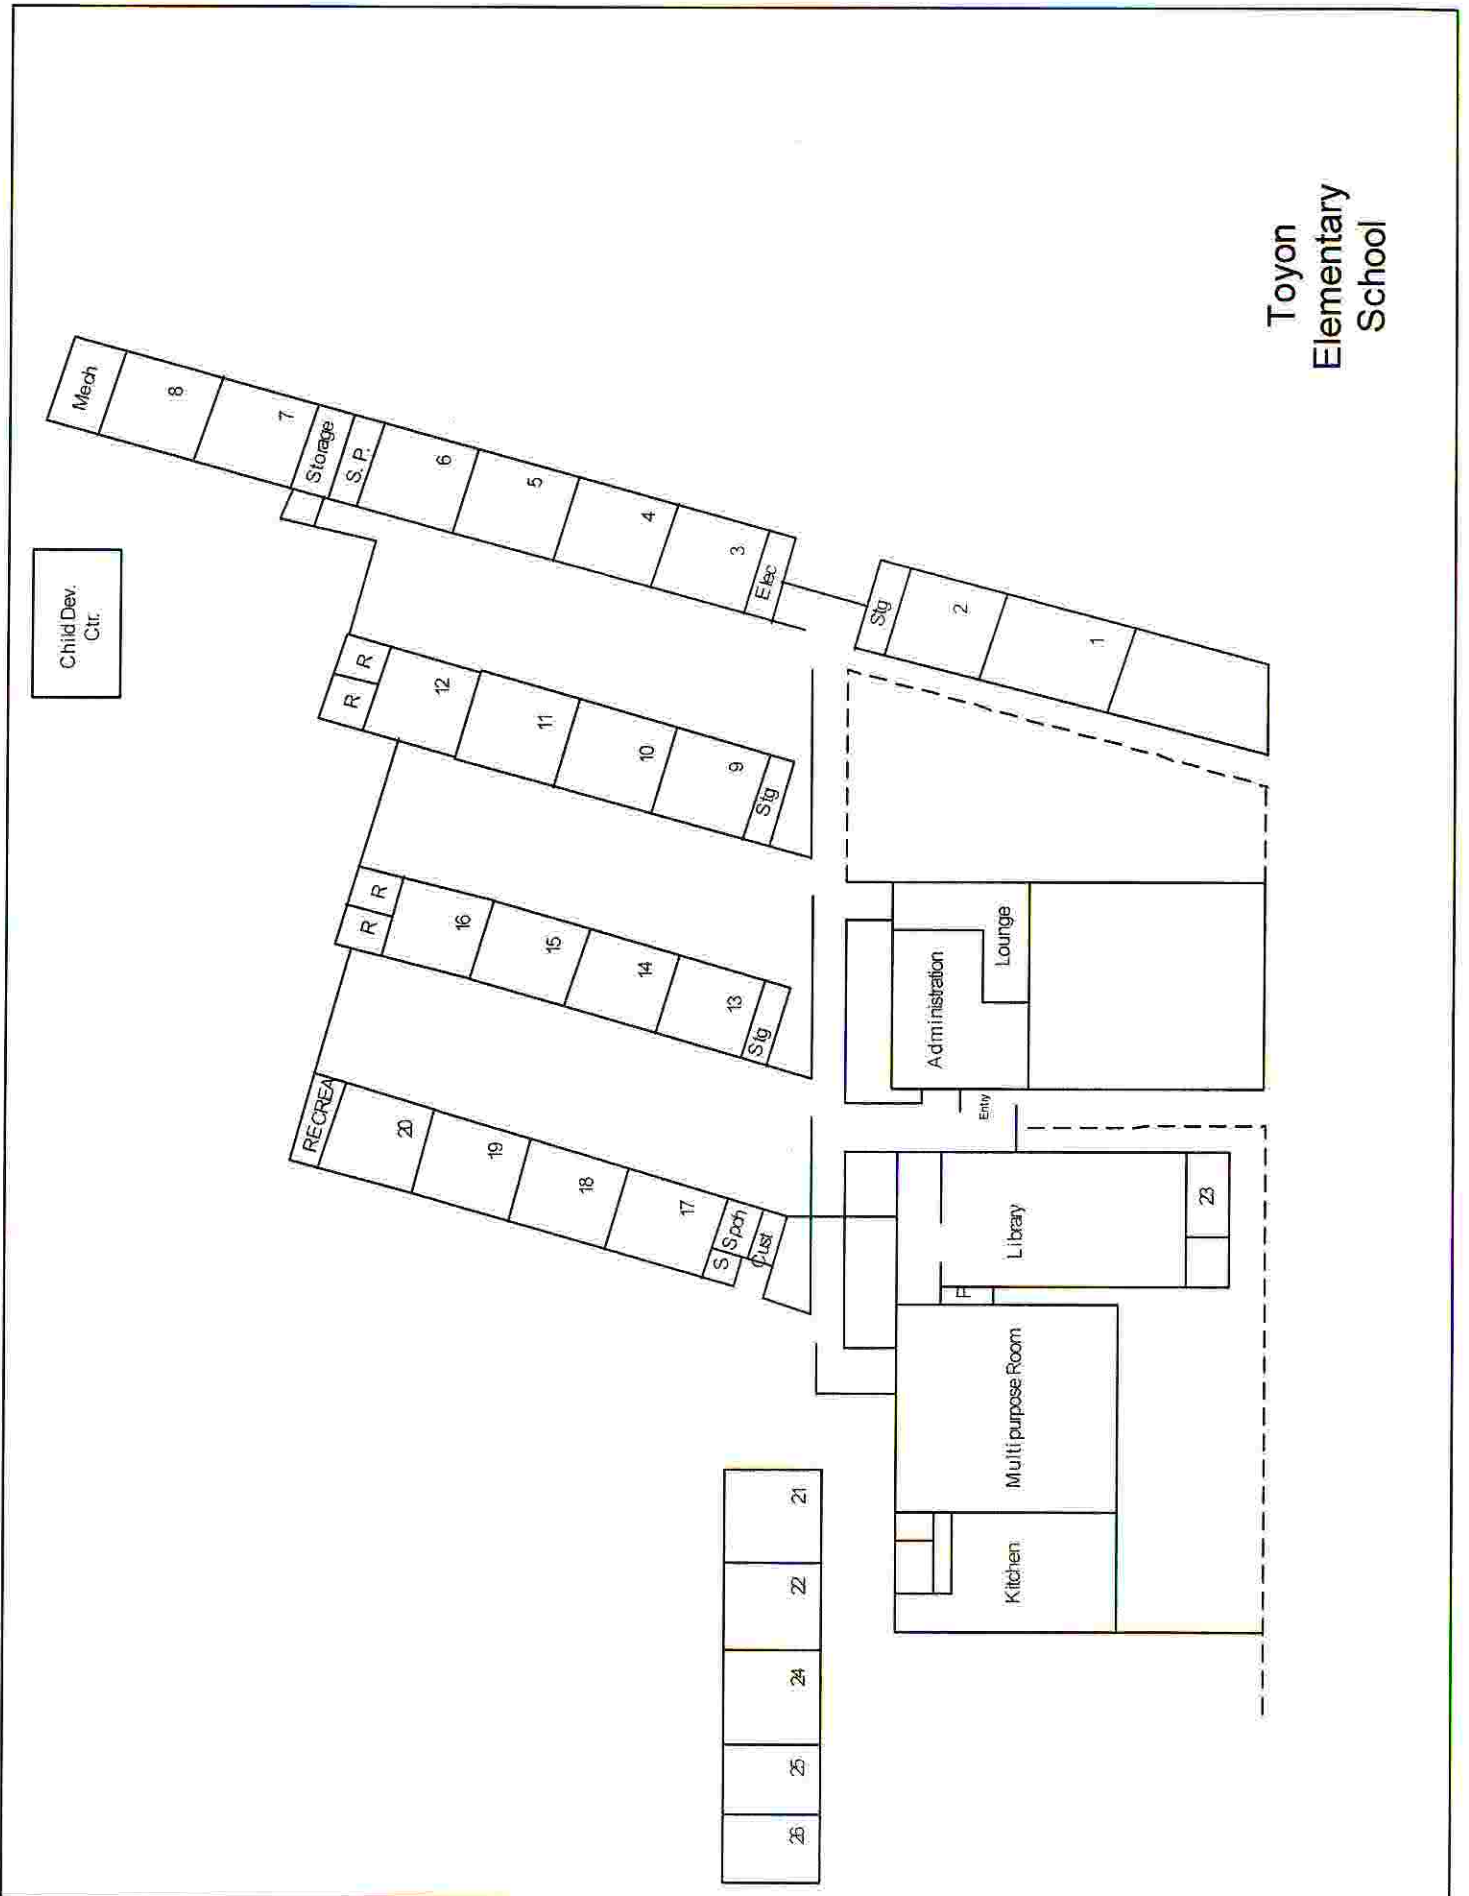 Toyon
Elementary
School
Child Dev.
Ctr.
Mech
8
7
Storage
S. P.
6
5
4
3
Elec
Stg
2
1
R
R
12
11
10
9
Stg
R
R
16
15
14
13
Stg
RECREA
20
19
18
17
S
Spch
Cust
Administration
Lounge
Entry
Library
23
Multipurpose Room
Kitchen
21
22
24
25
26